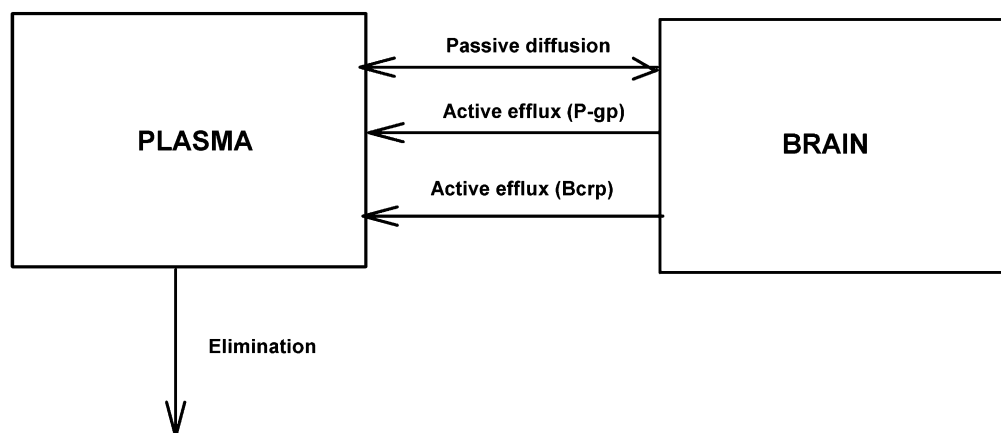 Passive diffusion
Active efflux (P-gp)
PLASMA
BRAIN
Active efflux (Bcrp)
Elimination